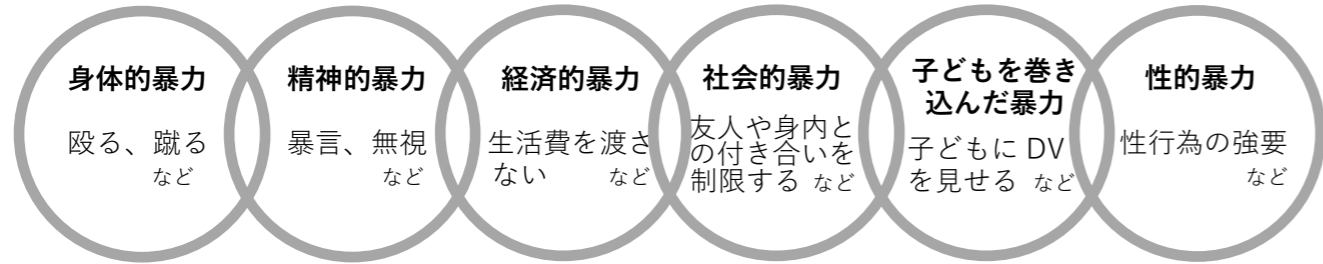 身体的暴力
殴る、蹴る
など
精神的暴力
暴言、無視
など
経済的暴力
生活費を渡さ
ない など
社会的暴力
友人や身内と
の付き合いを
制限する など
子どもを巻き
込んだ暴力
子どもに DV
を見せる など
性的暴力
性行為の強要
など